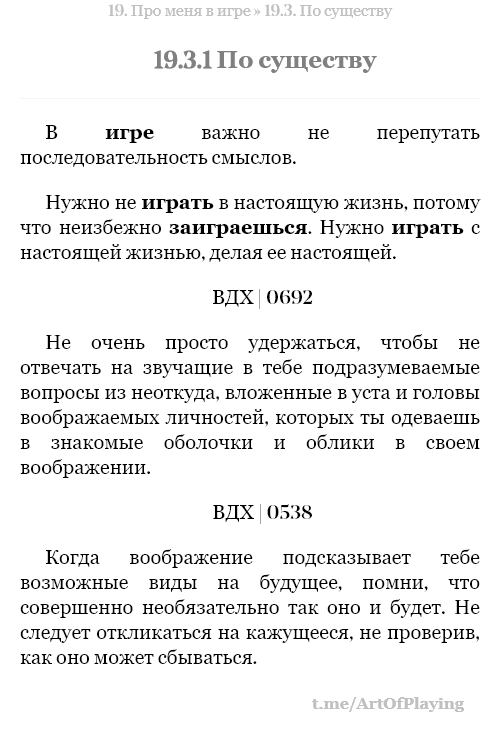 19. Про меня в игре » 19.3. По существу
19.3.1 По существу
В игре важно не перепутать
последовательность смыслов.
Нужно не играть в настоящую жизнь, потому
что неизбежно заиграешься. Нужно играть с
настоящей жизнью, делая ее настоящей.
ВДХ | 0692
Не очень просто удержаться, чтобы не
отвечать на звучащие в тебе подразумеваемые
вопросы из неоткуда, вложенные в уста и головы
воображаемых личностей, которых ты одеваешь
в знакомые оболочки и облики в своем
воображении.
ВДХ | 0538
Когда воображение подсказывает тебе
возможные виды на будущее, помни, что
совершенно необязательно так оно и будет. Не
следует откликаться на кажущееся, не проверив,
как оно может сбываться.
t.me/ArtOfPlaying